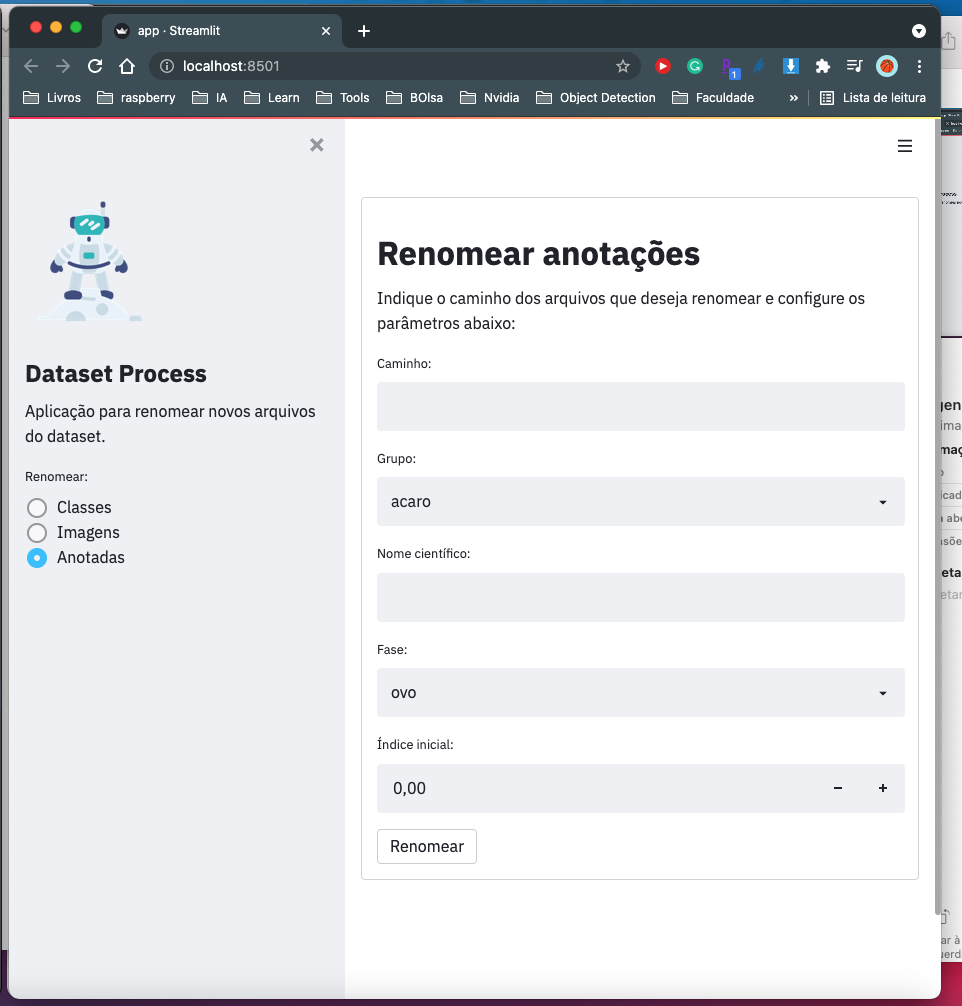 app · Streamlit
localhost:8501
1
Livros
raspberry
IA
Learn
Tools
BOlsa
Nvidia
Object Detection
Faculdade
»
Lista de leitura
Dataset Process
Aplicação para renomear novos arquivos
do dataset.
Renomear:
Classes
Imagens
Anotadas
Renomear anotações
Indique o caminho dos arquivos que deseja renomear e configure os
parâmetros abaixo:
Caminho:
Grupo:
acaro
Nome científico:
Fase:
ovo
Índice inicial:
0,00
Renomear